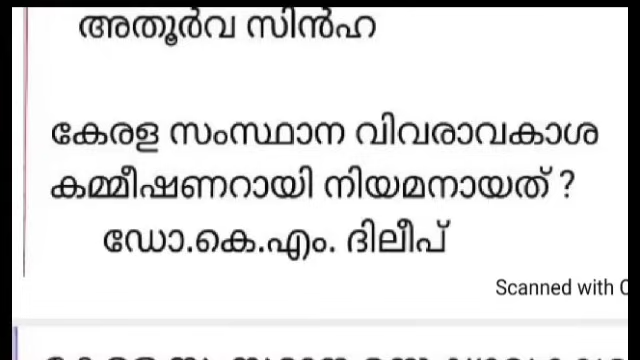 അതൂർവ സിൻഹ
കേരള സംസ്ഥാന വിവരാവകാശ
കമ്മീഷണറായി നിയമനായത് ?
ഡോ.കെ.എം. ദിലീപ്
Scanned with